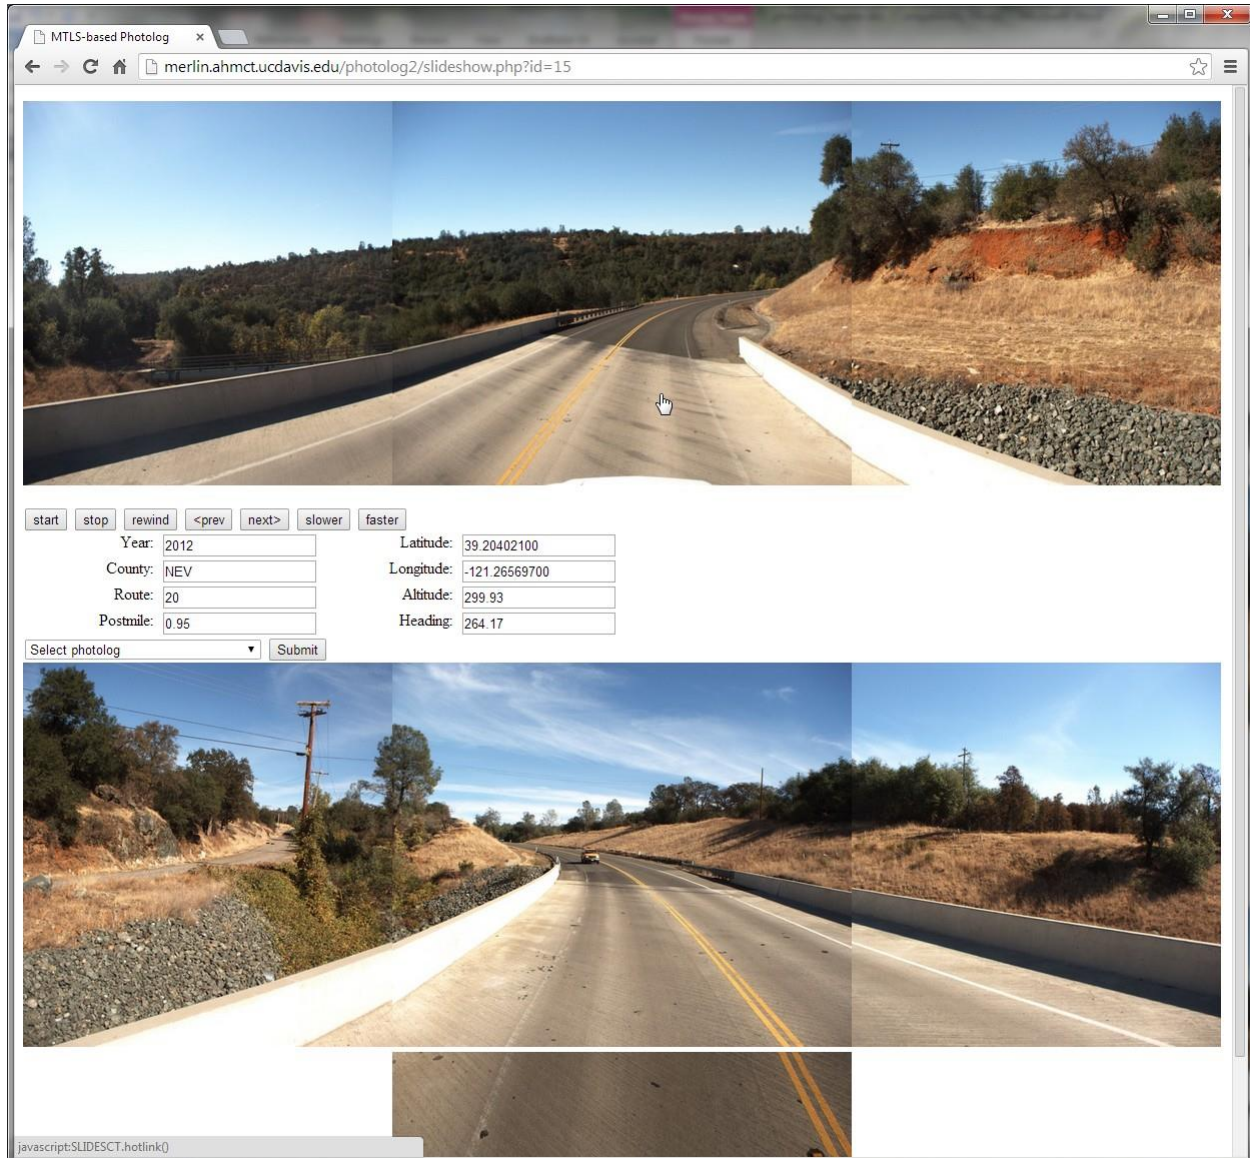 MTLS-based Photolog
merlin.ahmct.ucdavis.edu/photolog2/slideshow.php?id=15
start stop rewind <prev next> slower faster
Year: 2012 Latitude: 39.20402100
County: NEV Longitude: -121.26569700
Route: 20 Altitude: 299.93
Postmile: 0.95 Heading: 264.17
Select photolog Submit
javascript:SLIDESCT.hotlink()